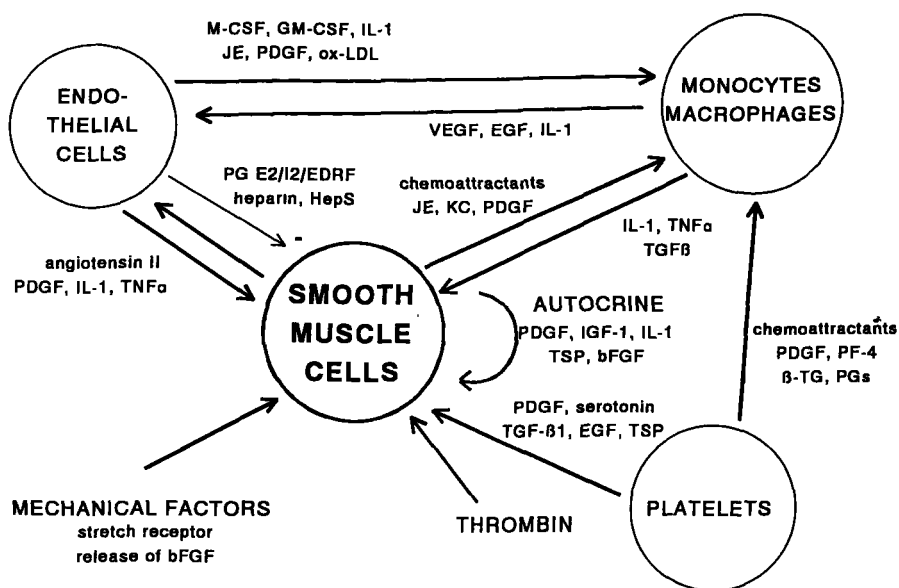 M-CSF, GM-CSF, IL-1
JE, PDGF, ox-LDL
ENDO-
THELIAL
CELLS
MONOCYTES
MACROPHAGES
VEGF, EGF, IL-1
PG E2/I2/EDRF
heparin, HepS
-
chemoattractants
JE, KC, PDGF
IL-1, TNFα
TGFß
angiotensin II
PDGF, IL-1, TNFα
SMOOTH
MUSCLE
CELLS
AUTOCRINE
PDGF, IGF-1, IL-1
TSP, bFGF
chemoattractants
PDGF, PF-4
ß-TG, PGs
PDGF, serotonin
TGF-ß1, EGF, TSP
MECHANICAL FACTORS
stretch receptor
release of bFGF
THROMBIN
PLATELETS